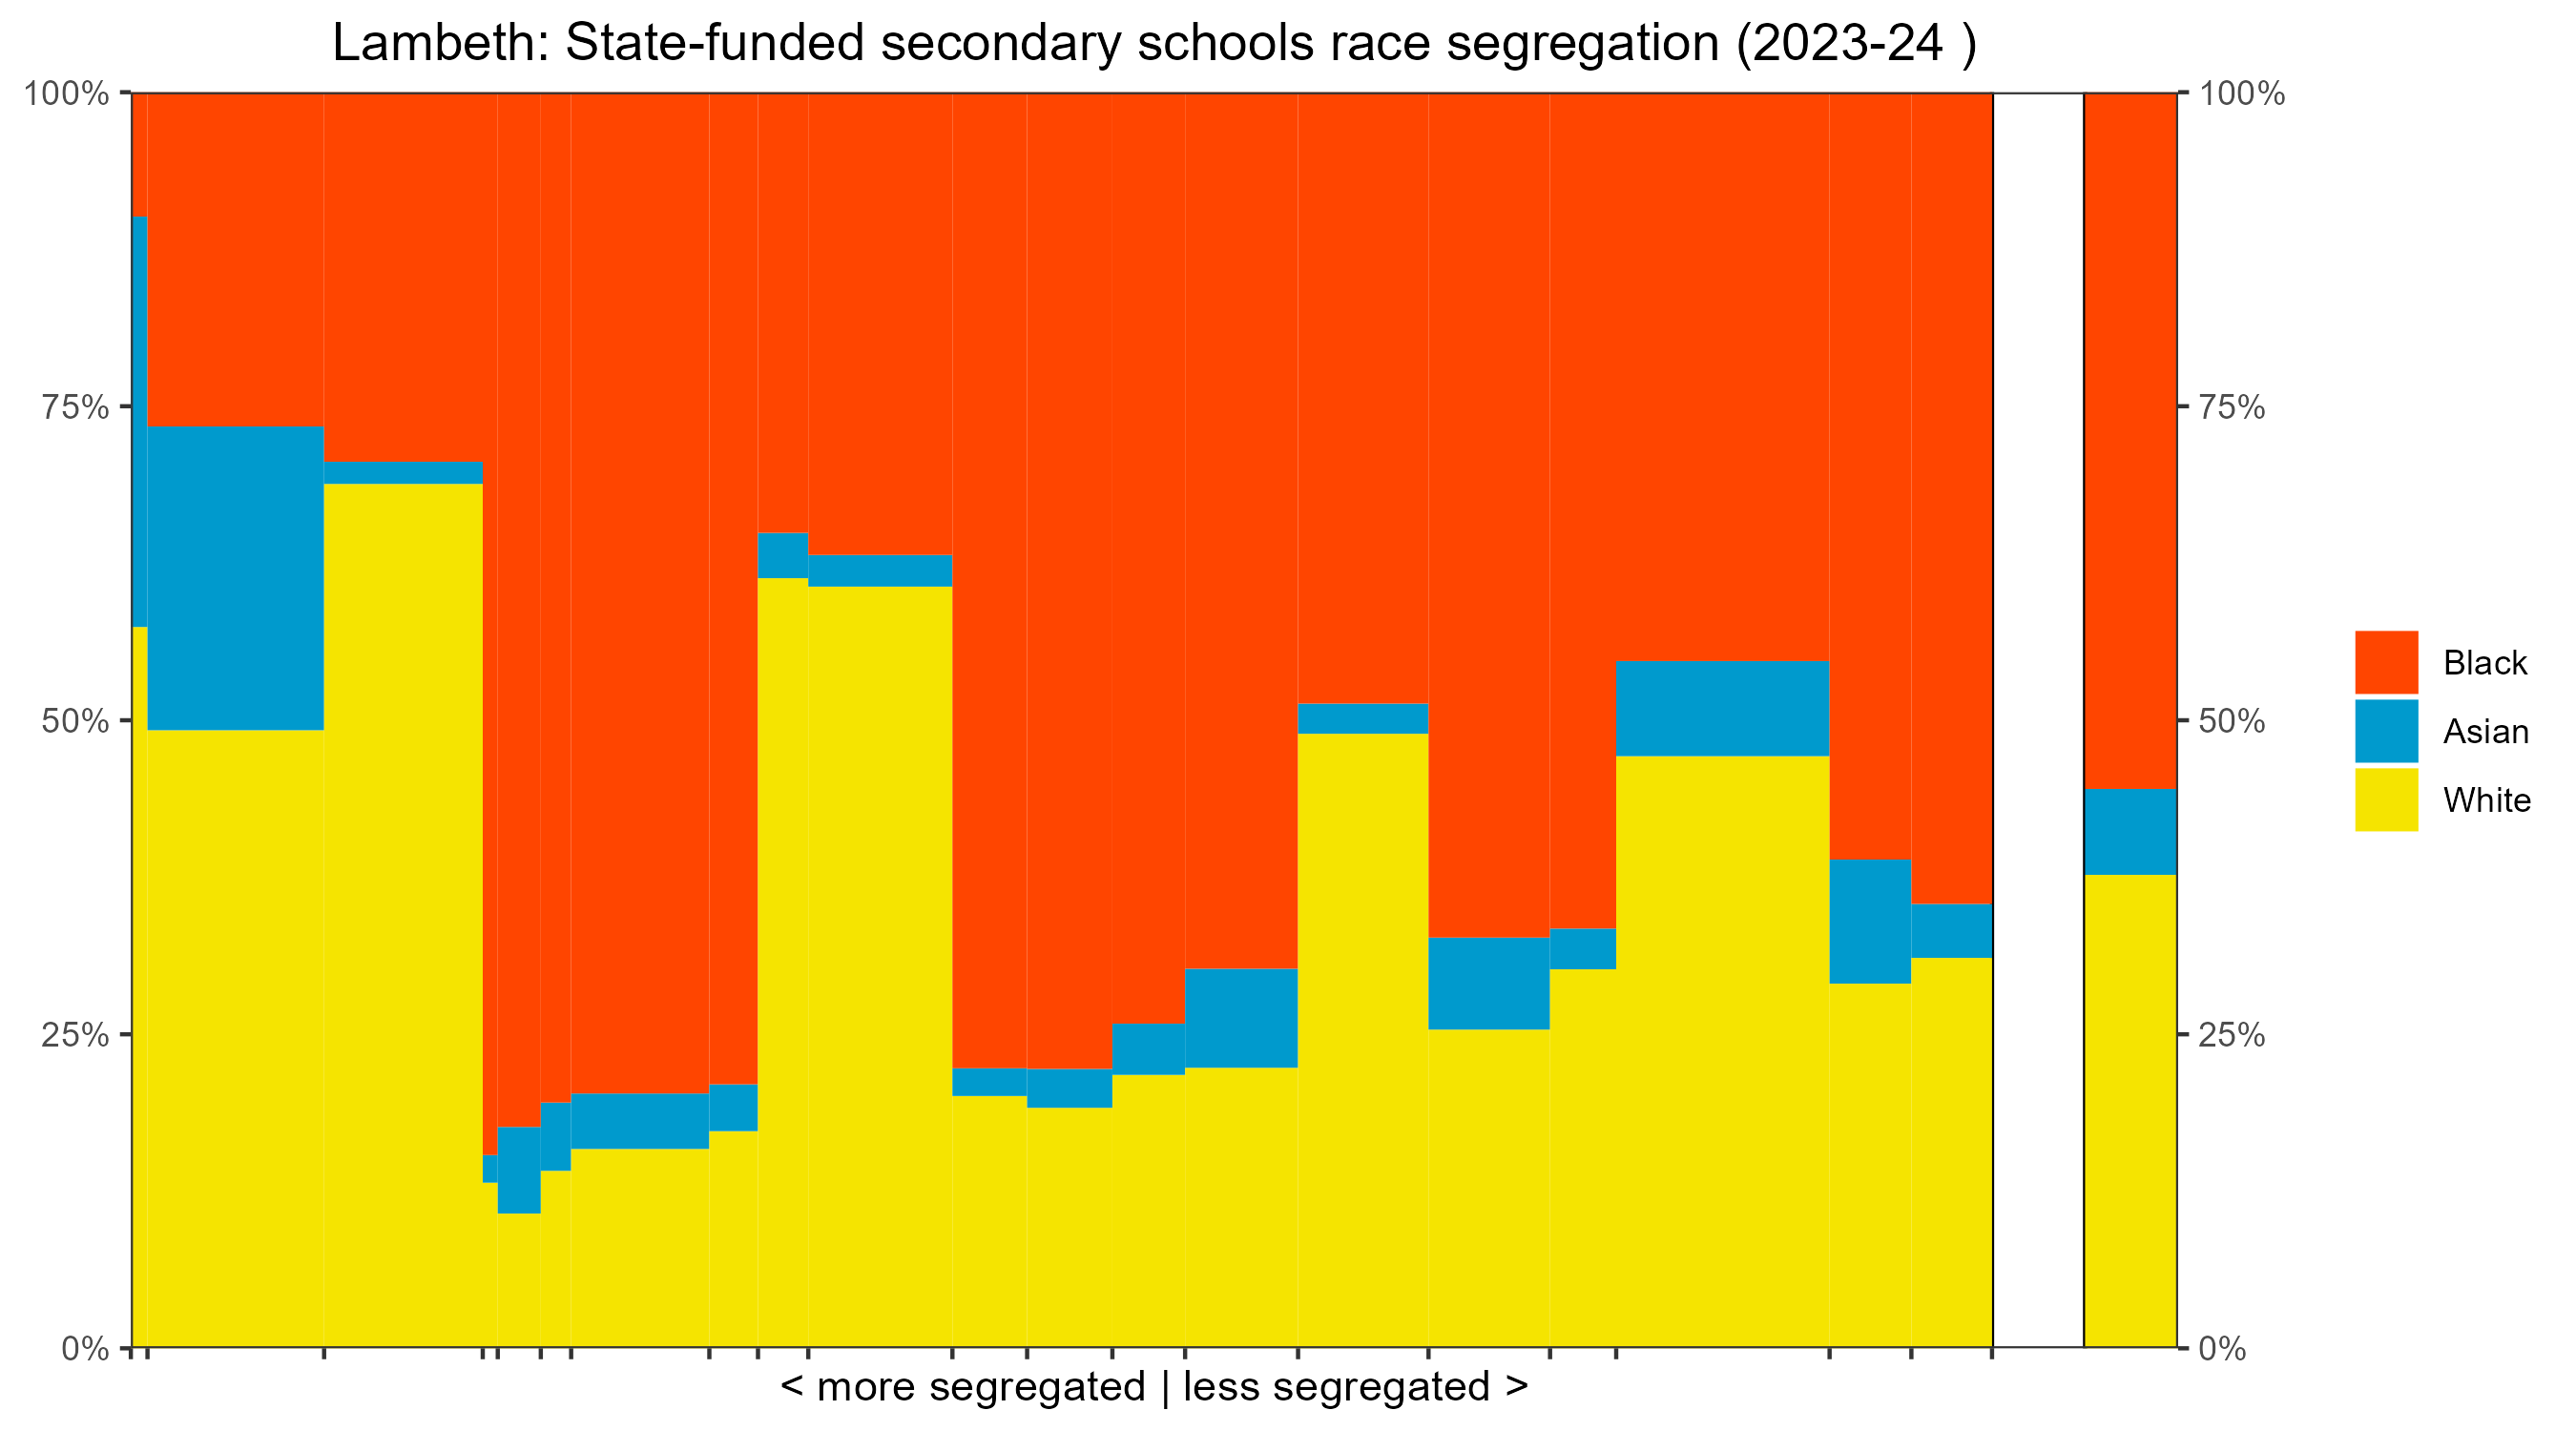 Lambeth: State-funded secondary schools race segregation (2023-24 )
100%
75%
50%
25%
0%
100%
75%
50%
25%
0%
Black
Asian
White
< more segregated | less segregated >